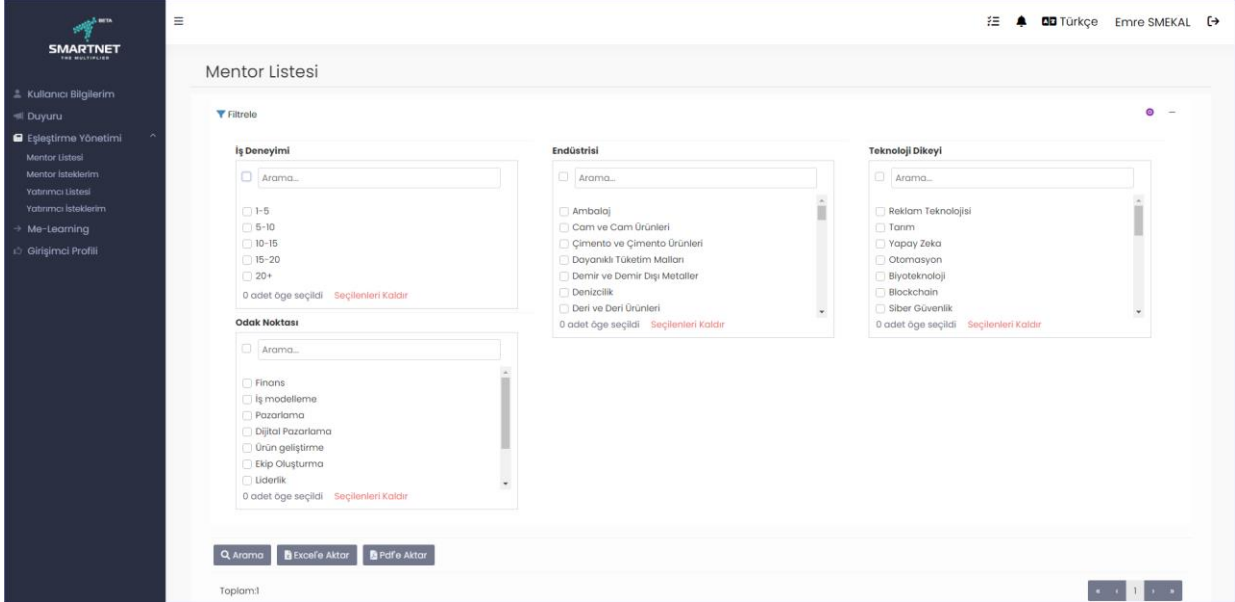 BETA
SMARTNET
THE MULTIPLIER
Kullanıcı Bilgilerim
Duyuru
Eşleştirme Yönetimi
Mentor Listesi
Mentor İsteklerim
Yatırımcı Listesi
Yatırımcı İsteklerim
Me-Learning
Girişimci Profili
Türkçe Emre SMEKAL
Mentor Listesi
Filtrele
İş Deneyimi
Arama...
1-5
5-10
10-15
15-20
20+
0 adet öge seçildi Seçilenleri Kaldır
Endüstrisi
Arama...
Ambalaj
Cam ve Cam Ürünleri
Çimento ve Çimento Ürünleri
Dayanıklı Tüketim Malları
Demir ve Demir Dışı Metaller
Denizcilik
Deri ve Deri Ürünleri
0 adet öge seçildi Seçilenleri Kaldır
Teknoloji Dikeyi
Arama...
Reklam Teknolojisi
Tarım
Yapay Zeka
Otomasyon
Biyoteknoloji
Blockchain
Siber Güvenlik
0 adet öge seçildi Seçilenleri Kaldır
Odak Noktası
Arama...
Finans
İş modelleme
Pazarlama
Dijital Pazarlama
Ürün geliştirme
Ekip Oluşturma
Liderlik
0 adet öge seçildi Seçilenleri Kaldır
Arama Excel'e Aktar Pdf'e Aktar
Toplam:1
« ‹ 1 › »